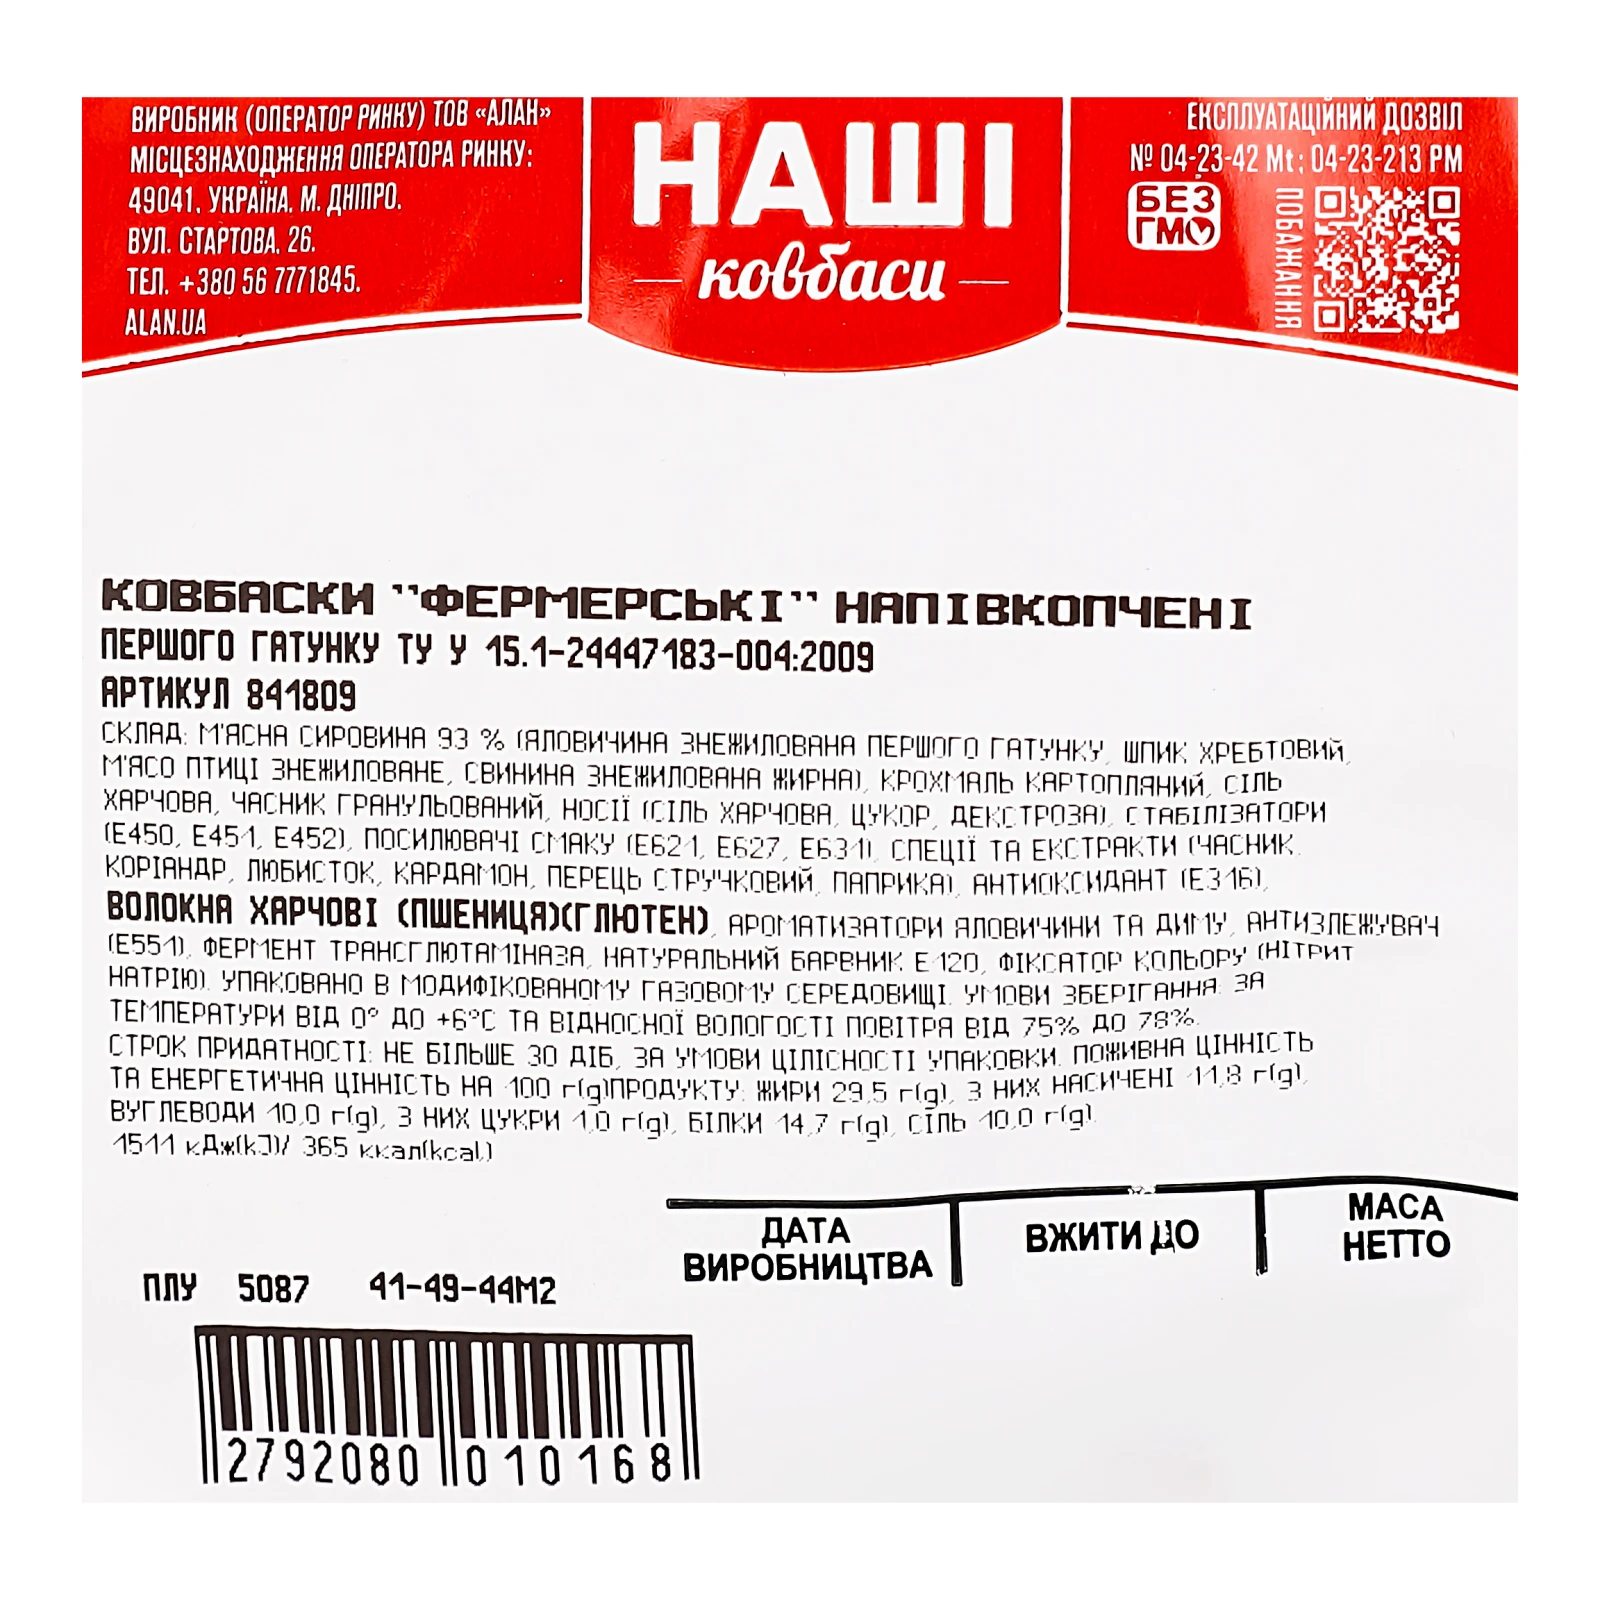 ВИРОБНИК (ОПЕРАТОР РИНКУ) ТОВ «АЛАН»
МІСЦЕЗНАХОДЖЕННЯ ОПЕРАТОРА РИНКУ:
49041, УКРАЇНА, М. ДНІПРО,
ВУЛ. СТАРТОВА, 26.
ТЕЛ. +380 56 7771845.
ALAN.UA
НАШІ
ковбаси
ЕКСПЛУАТАЦІЙНИЙ ДОЗВІЛ
№ 04-23-42 Mt; 04-23-213 PM
БЕЗ
ГМО
ПОБАЖАННЯ
КОВБАСКИ "ФЕРМЕРСЬКІ" НАПІВКОПЧЕНІ
ПЕРШОГО ГАТУНКУ ТУ У 15.1-24447183-004:2009
АРТИКУЛ 841809
СКЛАД: М'ЯСНА СИРОВИНА 93 % (ЯЛОВИЧИНА ЗНЕЖИЛОВАНА ПЕРШОГО ГАТУНКУ, ШПИК ХРЕБТОВИЙ,
М'ЯСО ПТИЦІ ЗНЕЖИЛОВАНЕ, СВИНИНА ЗНЕЖИЛОВАНА ЖИРНА), КРОХМАЛЬ КАРТОПЛЯНИЙ, СІЛЬ
ХАРЧОВА, ЧАСНИК ГРАНУЛЬОВАНИЙ, НОСІЇ (СІЛЬ ХАРЧОВА, ЦУКОР, ДЕКСТРОЗА), СТАБІЛІЗАТОРИ
(Е450, Е451, Е452), ПОСИЛЮВАЧІ СМАКУ (Е621, Е627, Е631), СПЕЦІЇ ТА ЕКСТРАКТИ (ЧАСНИК,
КОРІАНДР, ЛЮБИСТОК, КАРДАМОН, ПЕРЕЦЬ СТРУЧКОВИЙ, ПАПРИКА), АНТИОКСИДАНТ (Е316),
ВОЛОКНА ХАРЧОВІ (ПШЕНИЦЯ)(ГЛЮТЕН), АРОМАТИЗАТОРИ ЯЛОВИЧИНИ ТА ДИМУ, АНТИЗЛЕЖУВАЧ
(Е551), ФЕРМЕНТ ТРАНСГЛЮТАМІНАЗА, НАТУРАЛЬНИЙ БАРВНИК Е120, ФІКСАТОР КОЛЬОРУ (НІТРИТ
НАТРІЮ). УПАКОВАНО В МОДИФІКОВАНОМУ ГАЗОВОМУ СЕРЕДОВИЩІ. УМОВИ ЗБЕРІГАННЯ: ЗА
ТЕМПЕРАТУРИ ВІД 0° ДО +6°С ТА ВІДНОСНОЇ ВОЛОГОСТІ ПОВІТРЯ ВІД 75% ДО 78%.
СТРОК ПРИДАТНОСТІ: НЕ БІЛЬШЕ 30 ДІБ, ЗА УМОВИ ЦІЛІСНОСТІ УПАКОВКИ. ПОЖИВНА ЦІННІСТЬ
ТА ЕНЕРГЕТИЧНА ЦІННІСТЬ НА 100 г(g)ПРОДУКТУ: ЖИРИ 29,5 г(g), З НИХ НАСИЧЕНІ 11,8 г(g),
ВУГЛЕВОДИ 10,0 г(g), З НИХ ЦУКРИ 1,0 г(g), БІЛКИ 14,7 г(g), СІЛЬ 10,0 г(g).
1511 кДж(kJ)/ 365 ккал(kcal)
ДАТА
ВИРОБНИЦТВА
ВЖИТИ ДО
МАСА
НЕТТО
ПЛУ 5087 41-49-44М2
2792080 010168